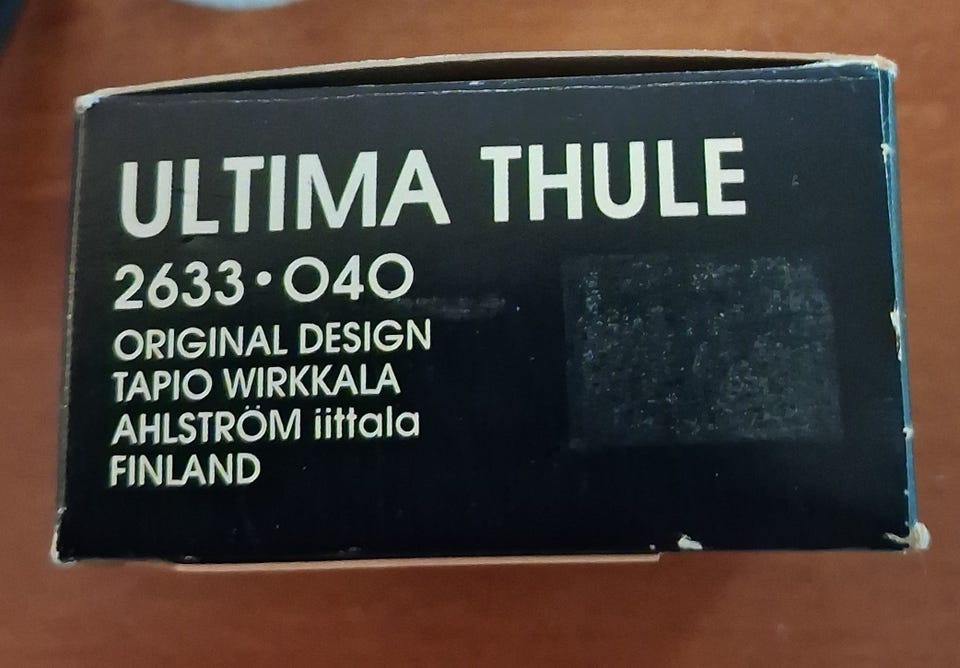 ULTIMA THULE
2633•040
ORIGINAL DESIGN
TAPIO WIRKKALA
AHLSTRÖM iittala
FINLAND